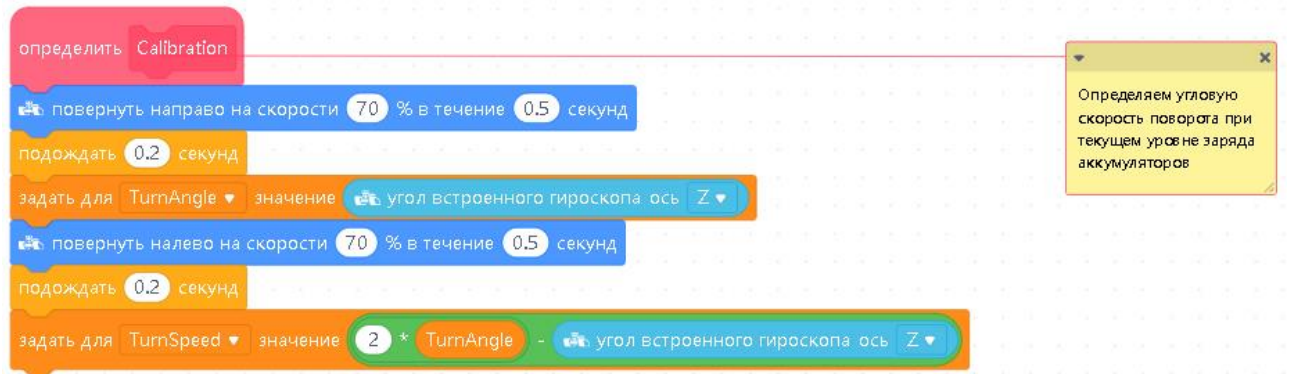 определить Calibration
повернуть направо на скорости 70 % в течение 0.5 секунд
подождать 0.2 секунд
задать для TurnAngle значение угол встроенного гироскопа ось Z
повернуть налево на скорости 70 % в течение 0.5 секунд
подождать 0.2 секунд
задать для TurnSpeed значение 2 * TurnAngle - угол встроенного гироскопа ось Z
Определяем угловую
скорость поворота при
текущем уровне заряда
аккумуляторов